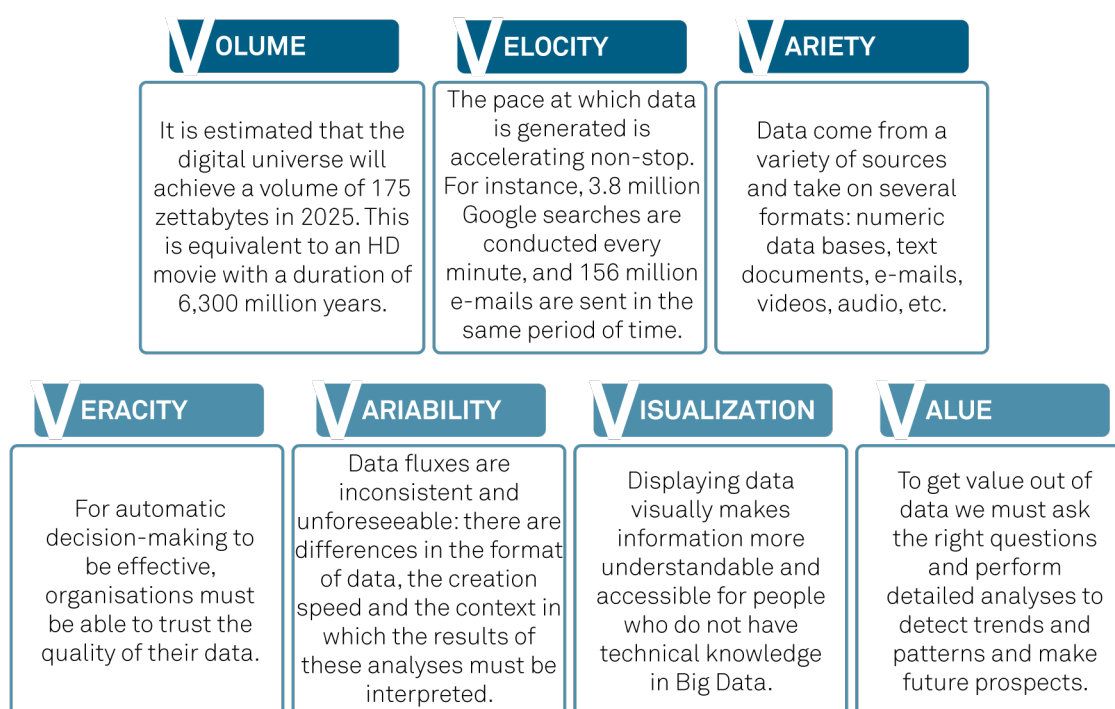 VOLUME
It is estimated that the
digital universe will
achieve a volume of 175
zettabytes in 2025. This
is equivalent to an HD
movie with a duration of
6,300 million years.
VELOCITY
The pace at which data
is generated is
accelerating non-stop.
For instance, 3.8 million
Google searches are
conducted every
minute, and 156 million
e-mails are sent in the
same period of time.
VARIETY
Data come from a
variety of sources
and take on several
formats: numeric
data bases, text
documents, e-mails,
videos, audio, etc.
VERACITY
For automatic
decision-making to
be effective,
organisations must
be able to trust the
quality of their data.
VARIABILITY
Data fluxes are
inconsistent and
unforeseeable: there are
differences in the format
of data, the creation
speed and the context in
which the results of
these analyses must be
interpreted.
VISUALIZATION
Displaying data
visually makes
information more
understandable and
accessible for people
who do not have
technical knowledge
in Big Data.
VALUE
To get value out of
data we must ask
the right questions
and perform
detailed analyses to
detect trends and
patterns and make
future prospects.